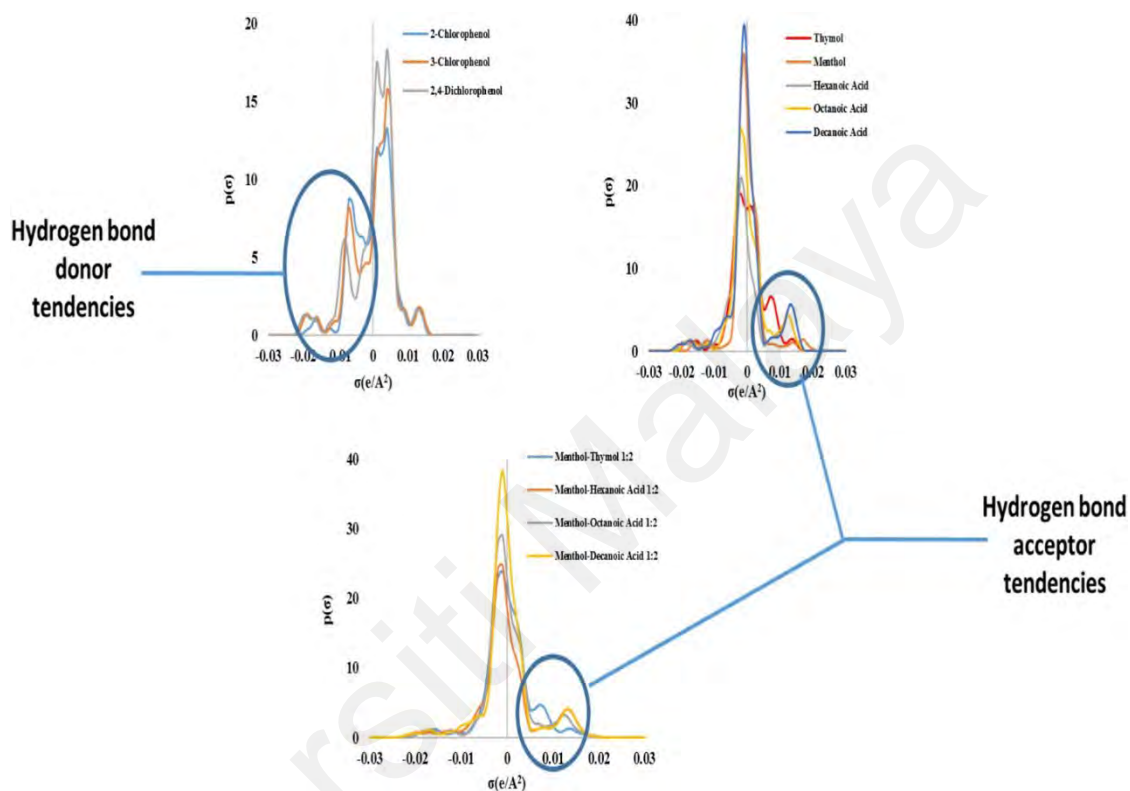 20
15
10
5
0
p(σ)
-0.03
-0.02
-0.01
0
0.01
0.02
0.03
σ(e/A²)
2-Chlorophenol
3-Chlorophenol
2,4-Dichlorophenol
40
30
20
10
0
p(σ)
-0.03
-0.02
-0.01
0
0.01
0.02
0.03
σ(e/A²)
Thymol
Menthol
Hexanoic Acid
Octanoic Acid
Decanoic Acid
Hydrogen bond
donor
tendencies
40
30
20
10
0
p(σ)
-0.03
-0.02
-0.01
0
0.01
0.02
0.03
σ(e/A²)
Menthol-Thymol 1:2
Menthol-Hexanoic Acid 1:2
Menthol-Octanoic Acid 1:2
Menthol-Decanoic Acid 1:2
Hydrogen bond
acceptor
tendencies
rsiti Malaya